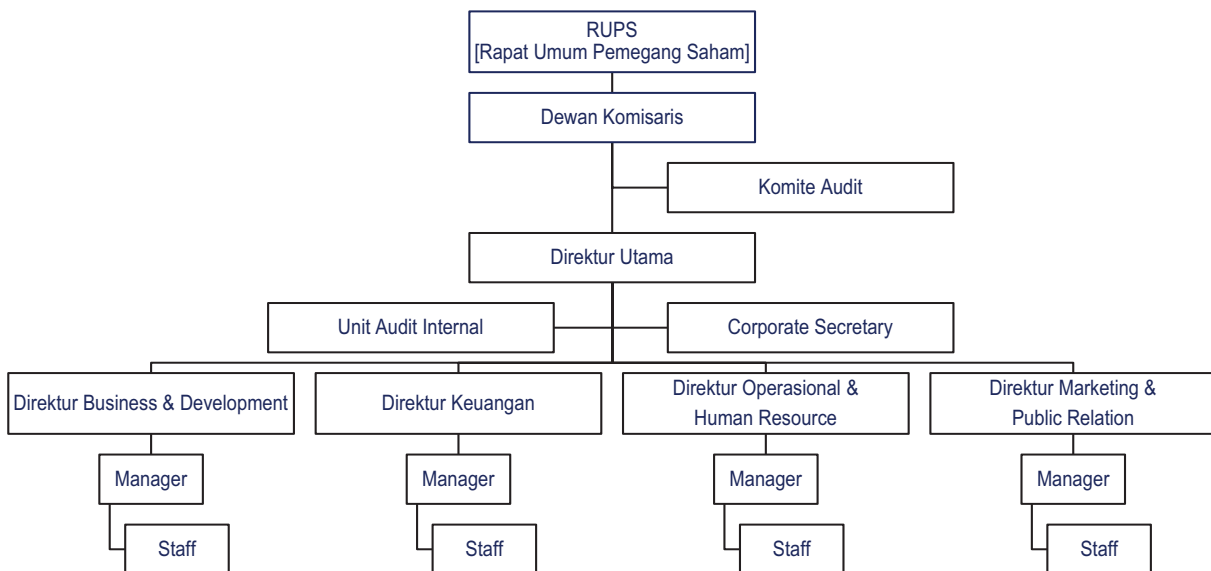 RUPS
[Rapat Umum Pemegang Saham]
Dewan Komisaris
Komite Audit
Direktur Utama
Unit Audit Internal
Corporate Secretary
Direktur Business & Development
Direktur Keuangan
Direktur Operasional &
Human Resource
Direktur Marketing &
Public Relation
Manager
Manager
Manager
Manager
Staff
Staff
Staff
Staff